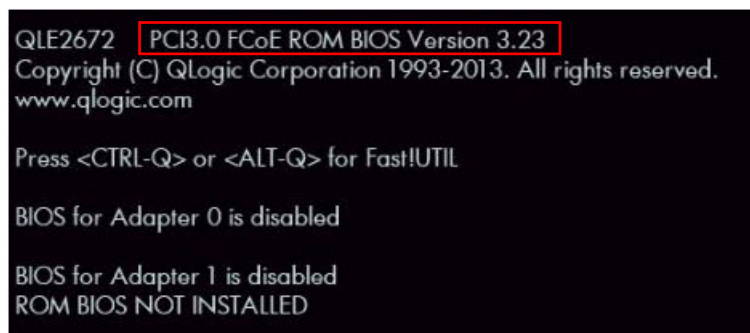 QLE2672 PCI3.0 FCoE ROM BIOS Version 3.23
Copyright (C) QLogic Corporation 1993-2013. All rights reserved.
www.qlogic.com
Press <CTRL-Q> or <ALT-Q> for Fast!UTIL
BIOS for Adapter 0 is disabled
BIOS for Adapter 1 is disabled
ROM BIOS NOT INSTALLED